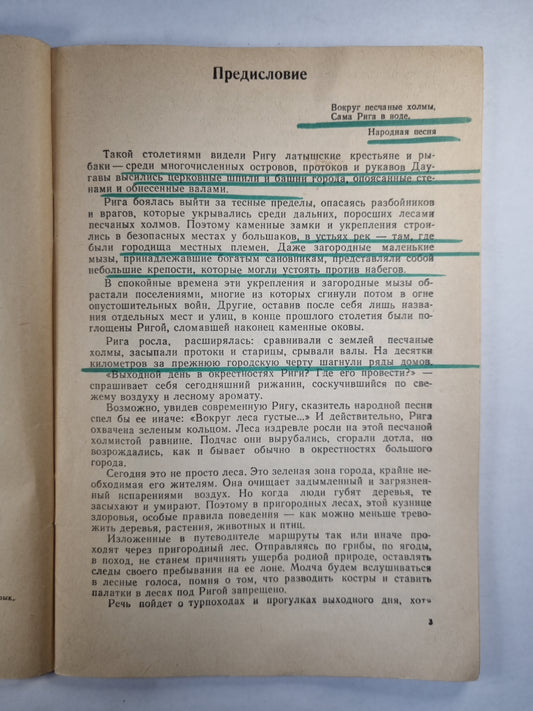 Предисловие
Вокруг песчаные холмы,
Сама Рига в воде.
Народная песня
Такой столетиями видели Ригу латышские крестьяне и ры-
баки — среди многочисленных островов, протоков и рукавов Дау-
гавы высились церковные шпили и башни города, опоясанные сте-
нами и обнесенные валами.
Рига боялась выйти за тесные пределы, опасаясь разбойников
и врагов, которые укрывались среди дальних, поросших лесами
песчаных холмов. Поэтому каменные замки и укрепления строи-
лись в безопасных местах у большаков, в устьях рек — там, где
были городища местных племен. Даже загородные маленькие
мызы, принадлежавшие богатым сановникам, представляли собой
небольшие крепости, которые могли устоять против набегов.
В спокойные времена эти укрепления и загородные мызы об-
растали поселениями, многие из которых сгинули потом в огне
опустошительных войн. Другие, оставив после себя лишь назва-
ния отдельных мест и улиц, в конце прошлого столетия были по-
глощены Ригой, сломавшей наконец каменные оковы.
Рига росла, расширялась: сравнивали с землей песчаные
холмы, засыпали протоки и старицы, срывали валы. На десятки
километров за прежнюю городскую черту шагнули ряды домов.
«Выходной день в окрестностях Риги? Где его провести?» —
спрашивает себя сегодняшний рижанин, соскучившийся по све-
жему воздуху и лесному аромату.
Возможно, увидев современную Ригу, сказитель народной песни
спел бы ее иначе: «Вокруг леса густые...» И действительно, Рига
охвачена зеленым кольцом. Леса издревле росли на этой песчаной
холмистой равнине. Подчас они вырубались, сгорали дотла, но
возрождались, как и бывает обычно в окрестностях большого
города.
Сегодня это не просто леса. Это зеленая зона города, крайне не-
обходимая его жителям. Она очищает задымленный и загрязнен-
ный испарениями воздух. Но когда люди губят деревья, те
засыхают и умирают. Поэтому в пригородных лесах, этой кузнице
здоровья, особые правила поведения — как можно меньше трево-
жить деревья, растения, животных и птиц.
Изложенные в путеводителе маршруты так или иначе про-
ходят через пригородный лес. Отправляясь по грибы, по ягоды,
в поход, не станем причинять ущерба родной природе, оставлять
следы своего пребывания на ее лоне. Молча будем вслушиваться
в лесные голоса, помня о том, что разводить костры и ставить
палатки в лесах под Ригой запрещено.
Речь пойдет о турпоходах и прогулках выходного дня, хотя
3